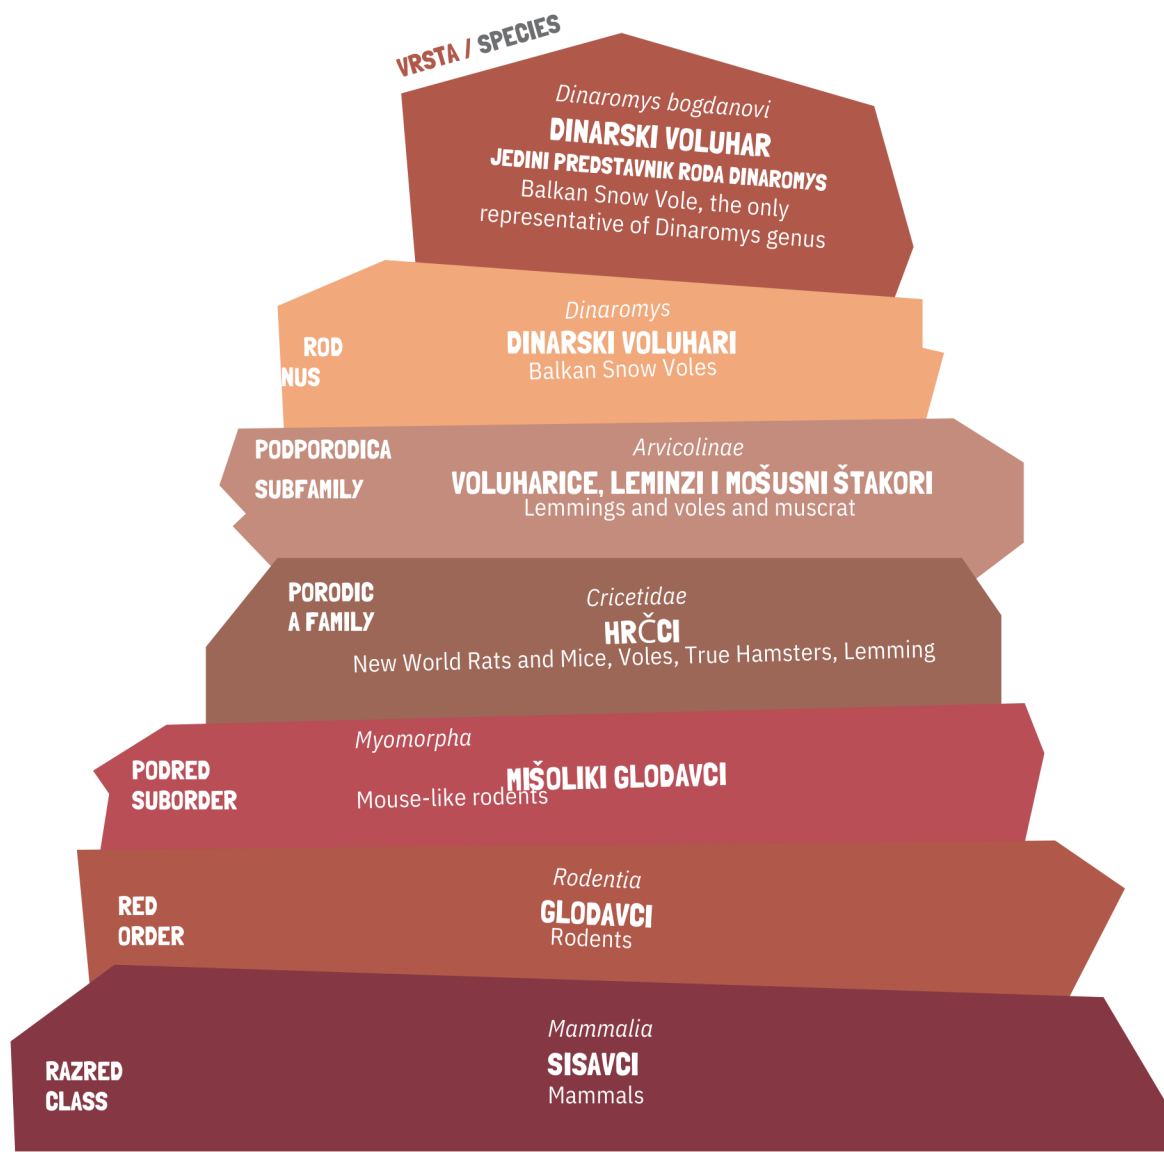 VRSTA / SPECIES
Dinaromys bogdanovi
DINARSKI VOLUHAR
JEDINI PREDSTAVNIK RODA DINAROMYS
Balkan Snow Vole, the only
representative of Dinaromys genus
ROD
NUS
Dinaromys
DINARSKI VOLUHARI
Balkan Snow Voles
PODPORODICA
SUBFAMILY
Arvicolinae
VOLUHARICE, LEMINZI I MOŠUSNI ŠTAKORI
Lemmings and voles and muscrat
PORODIC
A FAMILY
Cricetidae
HRČCI
New World Rats and Mice, Voles, True Hamsters, Lemming
PODRED
SUBORDER
Myomorpha
MIŠOLIKI GLODAVCI
Mouse-like rodents
RED
ORDER
Rodentia
GLODAVCI
Rodents
RAZRED
CLASS
Mammalia
SISAVCI
Mammals